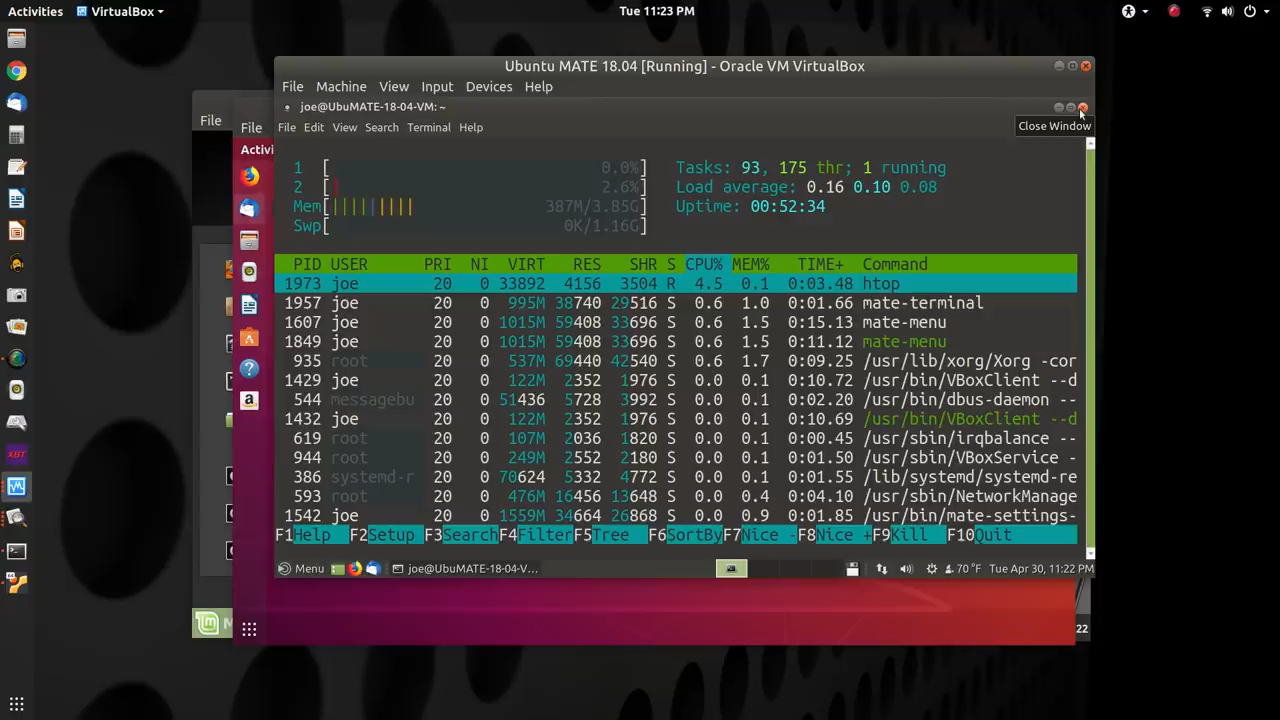 Activities VirtualBox Tue 11:23 PM
Ubuntu MATE 18.04 [Running] - Oracle VM VirtualBox
File Machine View Input Devices Help
joe@UbuMATE-18-04-VM: ~
File
File
Close Window
File Edit View Search Terminal Help
Activi
1 [ 0.0%] Tasks: 93, 175 thr; 1 running
2 [ 2.6%] Load average: 0.16 0.10 0.08
Mem[|||||||||| 387M/3.85G] Uptime: 00:52:34
Swp[ 0K/1.16G]
PID USER PRI NI VIRT RES SHR S CPU% MEM% TIME+ Command
1973 joe 20 0 33892 4156 3504 R 4.5 0.1 0:03.48 htop
1957 joe 20 0 995M 38740 29516 S 0.6 1.0 0:01.66 mate-terminal
1607 joe 20 0 1015M 59408 33696 S 0.6 1.5 0:15.13 mate-menu
1849 joe 20 0 1015M 59408 33696 S 0.6 1.5 0:11.12 mate-menu
935 root 20 0 537M 69440 42540 S 0.6 1.7 0:09.25 /usr/lib/xorg/Xorg -cor
1429 joe 20 0 122M 2352 1976 S 0.0 0.1 0:10.72 /usr/bin/VBoxClient --d
544 messagebu 20 0 51436 5728 3992 S 0.0 0.1 0:02.20 /usr/bin/dbus-daemon --
1432 joe 20 0 122M 2352 1976 S 0.0 0.1 0:10.69 /usr/bin/VBoxClient --d
619 root 20 0 107M 2036 1820 S 0.0 0.1 0:00.45 /usr/sbin/irqbalance --
944 root 20 0 249M 2552 2180 S 0.0 0.1 0:01.50 /usr/sbin/VBoxService -
386 systemd-r 20 0 70624 5332 4772 S 0.0 0.1 0:01.55 /lib/systemd/systemd-re
593 root 20 0 476M 16456 13648 S 0.0 0.4 0:04.10 /usr/sbin/NetworkManage
1542 joe 20 0 1559M 34664 26868 S 0.0 0.9 0:01.85 /usr/bin/mate-settings-
F1Help F2Setup F3Search F4Filter F5Tree F6SortBy F7Nice - F8Nice + F9Kill F10Quit
Menu joe@UbuMATE-18-04-V... 70 °F Tue Apr 30, 11:22 PM
M
22
XBT